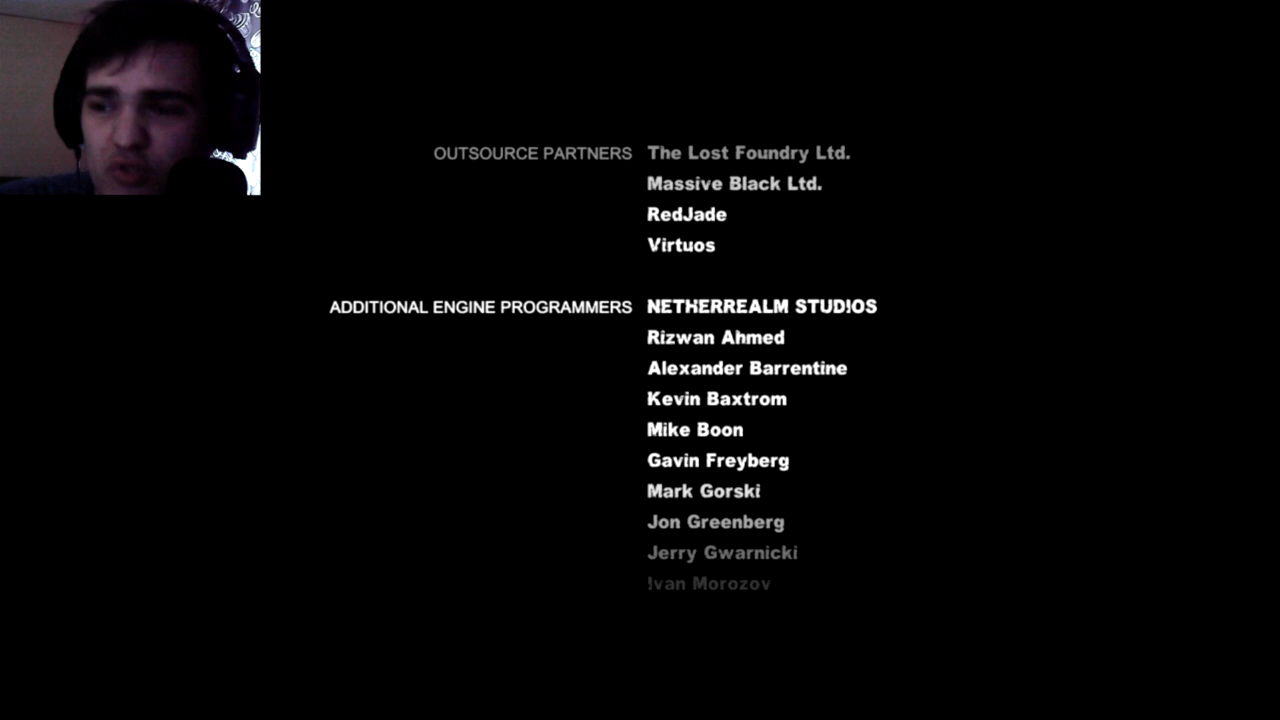 OUTSOURCE PARTNERS The Lost Foundry Ltd.
Massive Black Ltd.
RedJade
Virtuos
ADDITIONAL ENGINE PROGRAMMERS NETHERREALM STUDIOS
Rizwan Ahmed
Alexander Barrentine
Kevin Baxtrom
Mike Boon
Gavin Freyberg
Mark Gorski
Jon Greenberg
Jerry Gwarnicki
Ivan Morozov